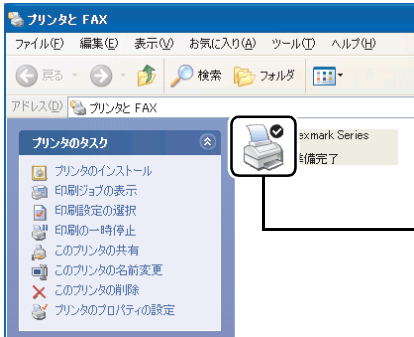 プリンタと FAX
ファイル(F) 編集(E) 表示(V) お気に入り(A) ツール(T) ヘルプ(H)
戻る 検索 フォルダ
アドレス(D) プリンタと FAX
プリンタのタスク
プリンタのインストール
印刷ジョブの表示
印刷設定の選択
印刷の一時停止
このプリンタの共有
このプリンタの名前変更
このプリンタの削除
プリンタのプロパティの設定
exmark Series
準備完了